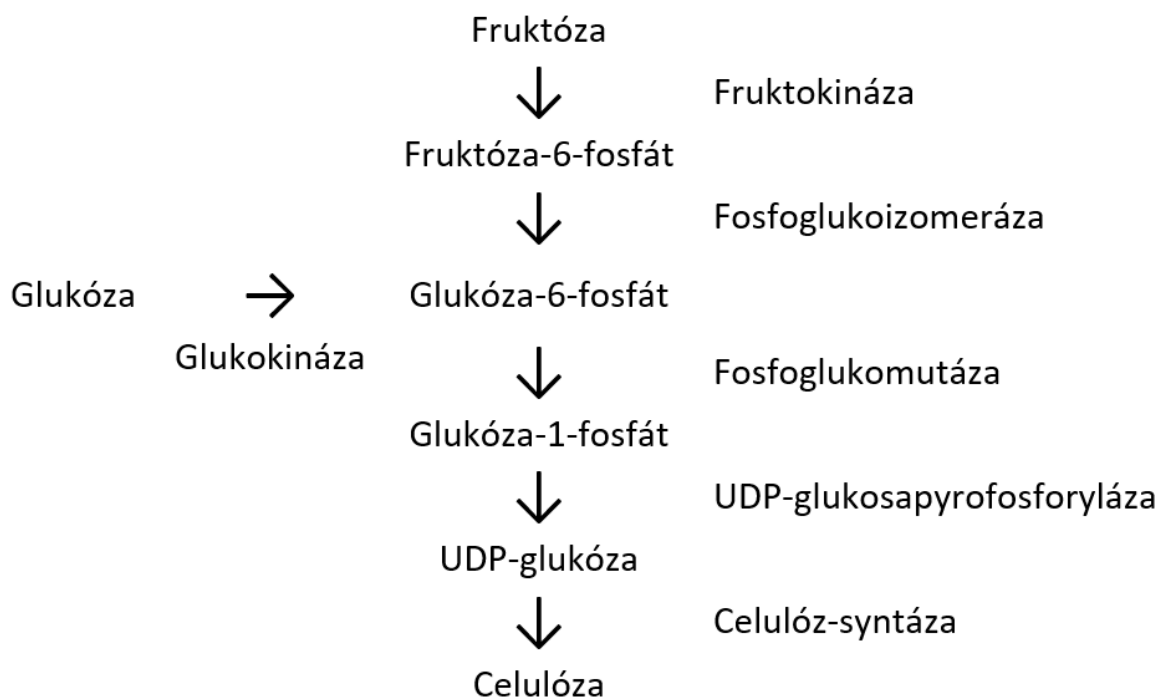 Fruktóza
Fruktokináza
Fruktóza-6-fosfát
Fosfoglukoizomeráza
Glukóza
Glukóza-6-fosfát
Glukokináza
Fosfoglukomutáza
Glukóza-1-fosfát
UDP-glukosapyrofosforyláza
UDP-glukóza
Celulóz-syntáza
Celulóza